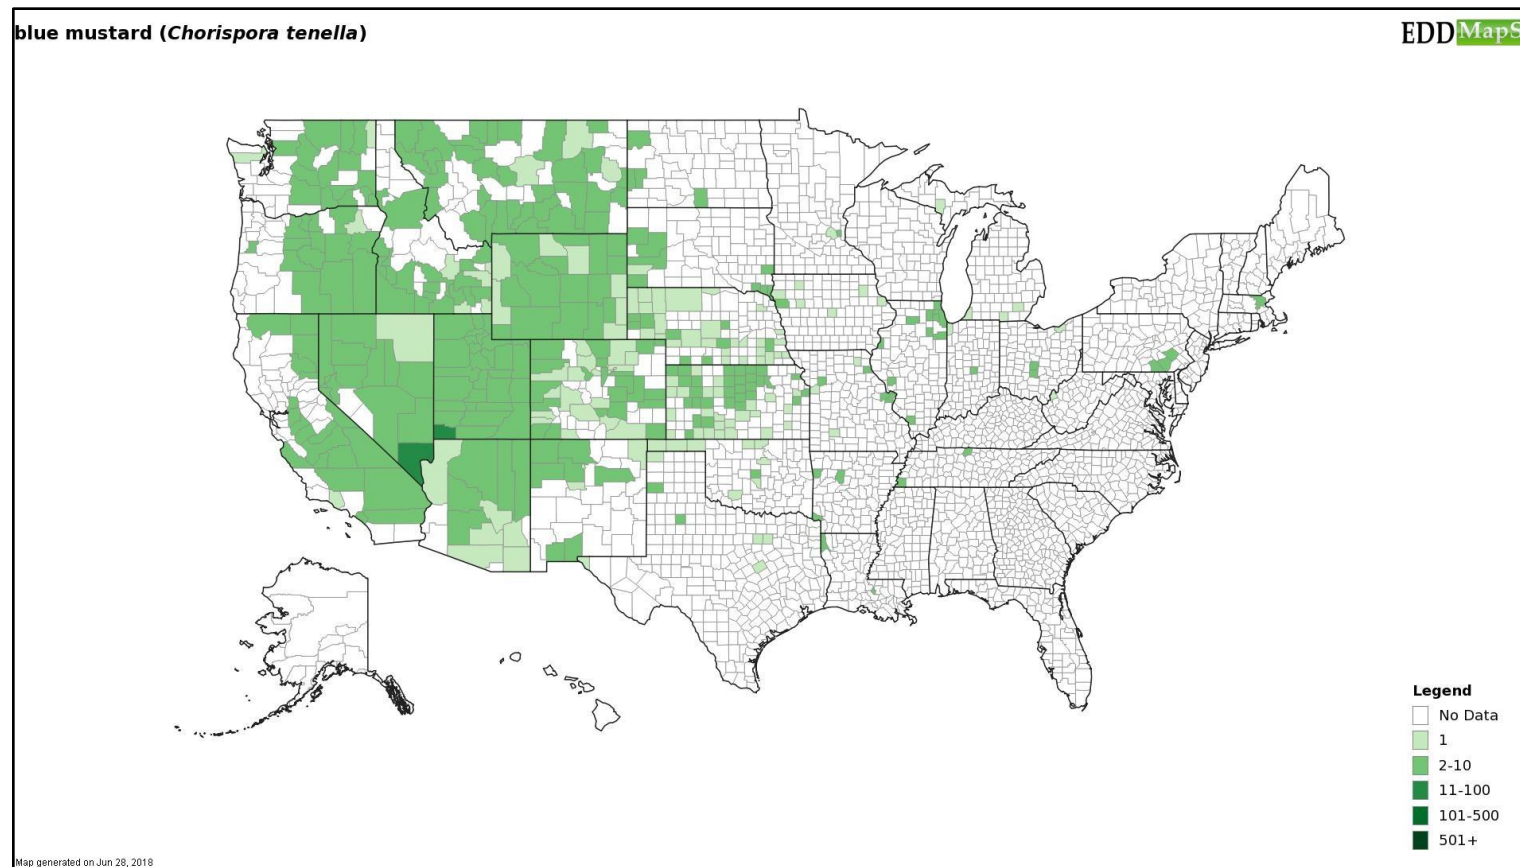 blue mustard (Chorispora tenella)
EDDMapS
Legend
No Data
1
2-10
11-100
101-500
501+
Map generated on Jun 28, 2018